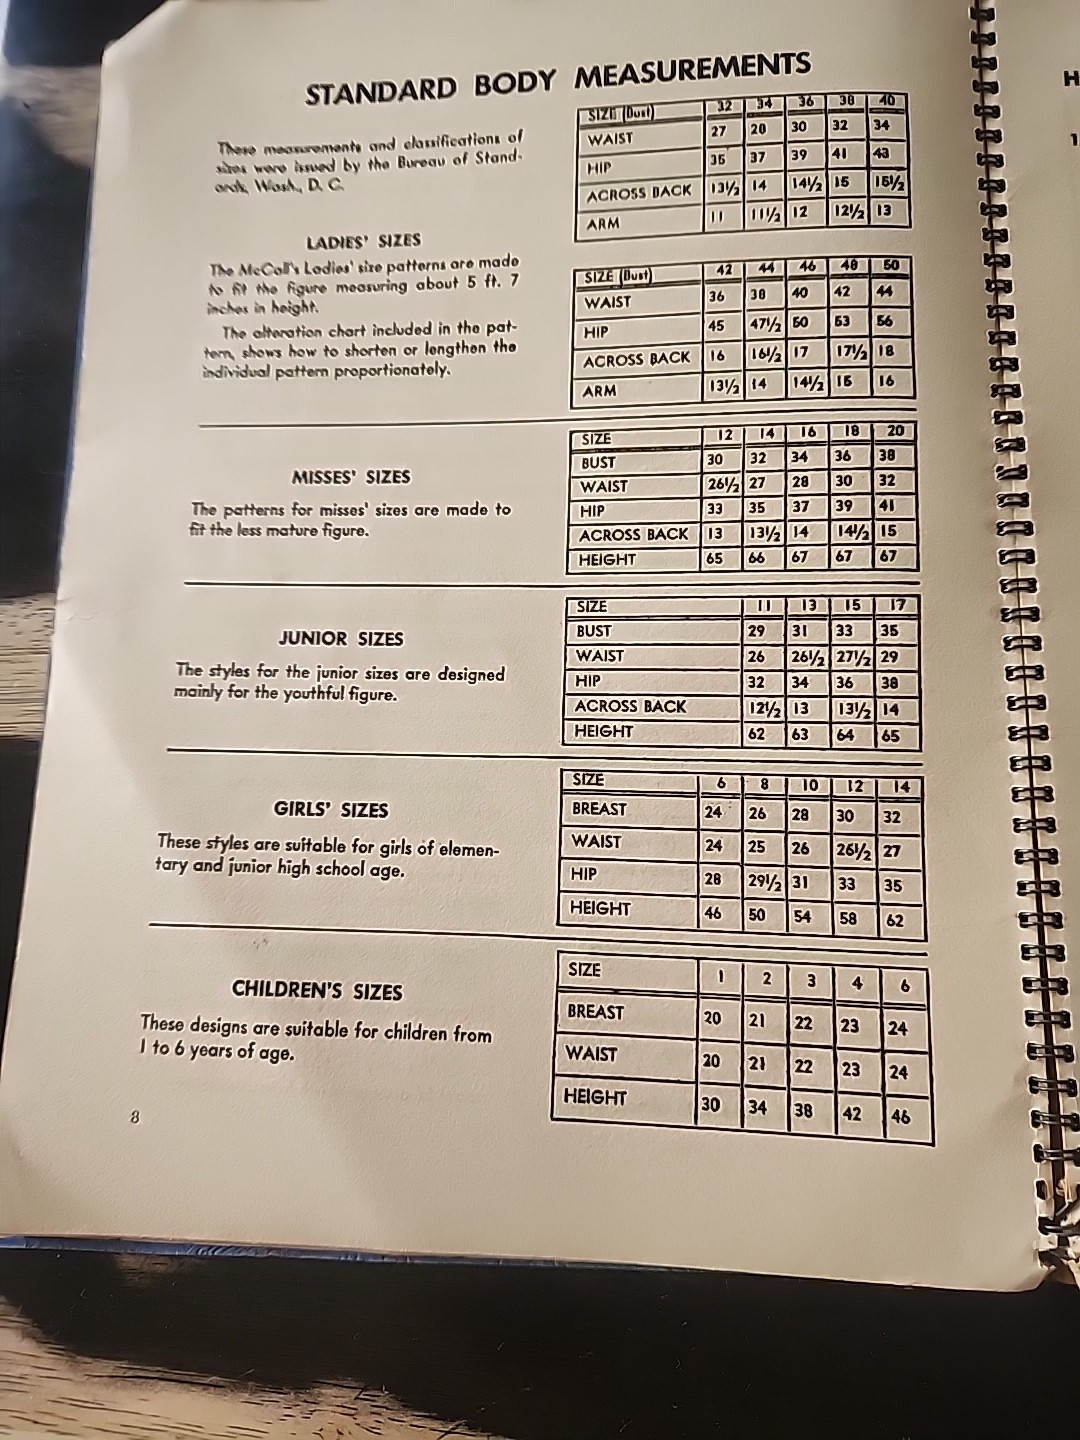 STANDARD BODY MEASUREMENTS
These measurements and classifications of
sizes were issued by the Bureau of Stand-
ards, Wash., D. C.
SIZE (Bust) 32 34 36 38 40
WAIST 27 28 30 32 34
HIP 35 37 39 41 43
ACROSS BACK 13½ 14 14½ 15 15½
ARM 11 11½ 12 12½ 13
LADIES' SIZES
The McCall's Ladies' size patterns are made
to fit the figure measuring about 5 ft. 7
inches in height.
The alteration chart included in the pat-
tern, shows how to shorten or lengthen the
individual pattern proportionately.
SIZE (Bust) 42 44 46 48 50
WAIST 36 38 40 42 44
HIP 45 47½ 50 53 56
ACROSS BACK 16 16½ 17 17½ 18
ARM 13½ 14 14½ 15 16
MISSES' SIZES
The patterns for misses' sizes are made to
fit the less mature figure.
SIZE 12 14 16 18 20
BUST 30 32 34 36 38
WAIST 26½ 27 28 30 32
HIP 33 35 37 39 41
ACROSS BACK 13 13½ 14 14½ 15
HEIGHT 65 66 67 67 67
JUNIOR SIZES
The styles for the junior sizes are designed
mainly for the youthful figure.
SIZE 11 13 15 17
BUST 29 31 33 35
WAIST 26 26½ 27½ 29
HIP 32 34 36 38
ACROSS BACK 12½ 13 13½ 14
HEIGHT 62 63 64 65
GIRLS' SIZES
These styles are suitable for girls of elemen-
tary and junior high school age.
SIZE 6 8 10 12 14
BREAST 24 26 28 30 32
WAIST 24 25 26 26½ 27
HIP 28 29½ 31 33 35
HEIGHT 46 50 54 58 62
CHILDREN'S SIZES
These designs are suitable for children from
1 to 6 years of age.
SIZE 1 2 3 4 6
BREAST 20 21 22 23 24
WAIST 20 21 22 23 24
HEIGHT 30 34 38 42 46
8
H